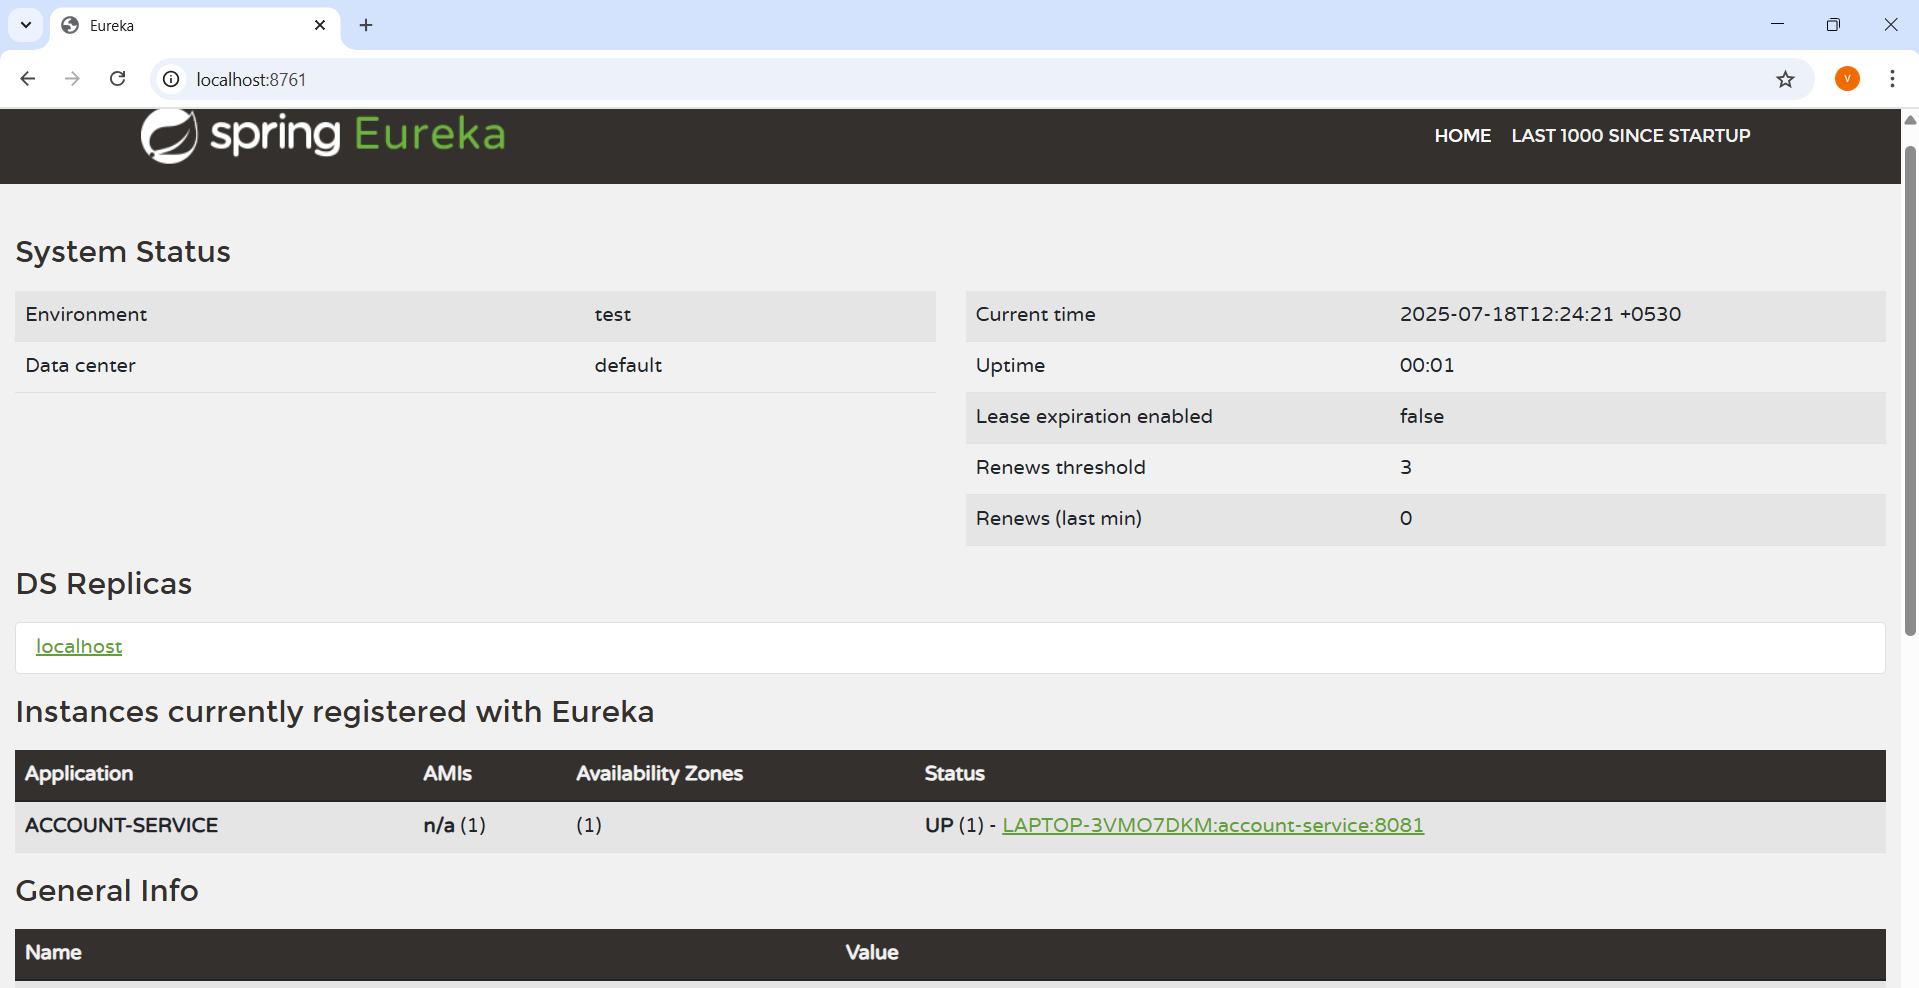 Eureka
localhost:8761
V
spring Eureka
HOME LAST 1000 SINCE STARTUP
System Status
Environment test
Data center default
Current time 2025-07-18T12:24:21 +0530
Uptime 00:01
Lease expiration enabled false
Renews threshold 3
Renews (last min) 0
DS Replicas
localhost
Instances currently registered with Eureka
Application AMIs Availability Zones Status
ACCOUNT-SERVICE n/a (1) (1) UP (1) - LAPTOP-3VMO7DKM:account-service:8081
General Info
Name Value